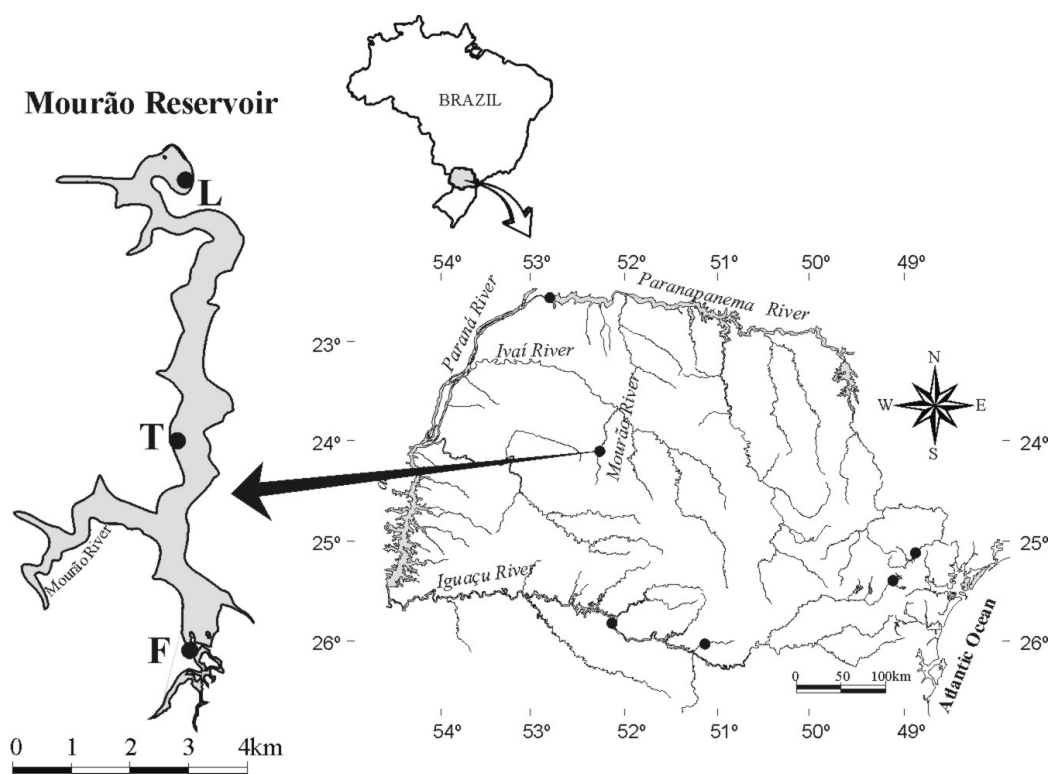 Mourão Reservoir
BRAZIL
L
T
Mourão River
F
0 1 2 3 4km
54º 53º 52º 51º 50º 49º
Paraná River
Paranapanema River
Ivaí River
Mourão River
Iguaçu River
23º
24º 24º
25º 25º
26º 26º
N
W E
S
Atlantic Ocean
0 50 100km
54º 53º 52º 51º 50º 49º